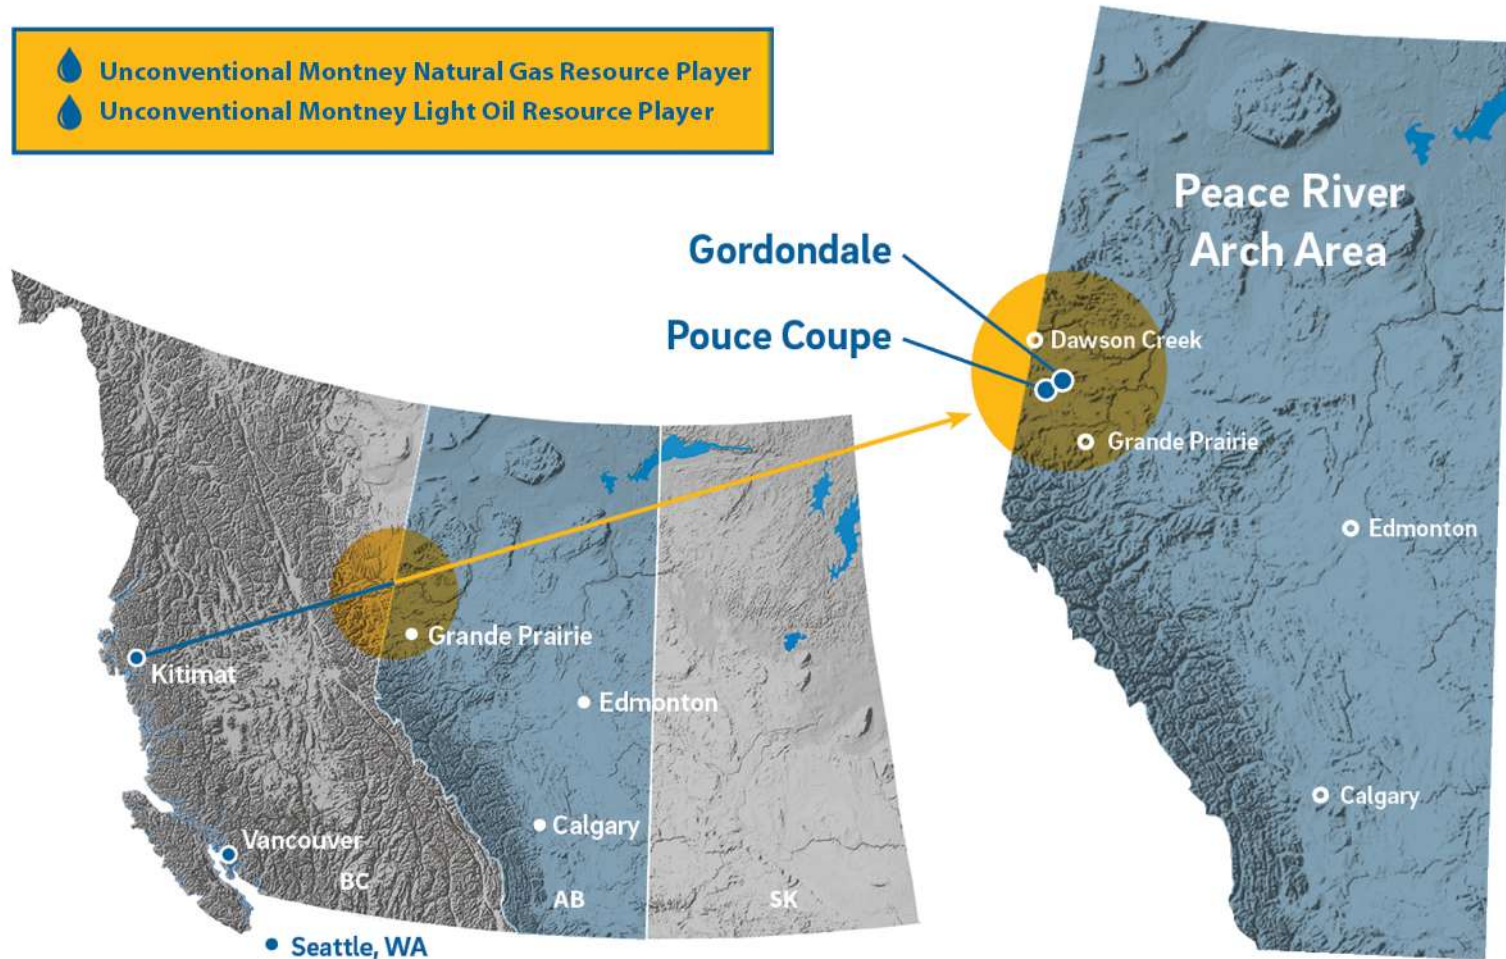 Unconventional Montney Natural Gas Resource Player
Unconventional Montney Light Oil Resource Player
Peace River
Arch Area
Gordondale
Pouce Coupe
Dawson Creek
Grande Prairie
Edmonton
Calgary
Grande Prairie
Kitimat
Edmonton
Calgary
Vancouver
BC
AB
SK
Seattle, WA